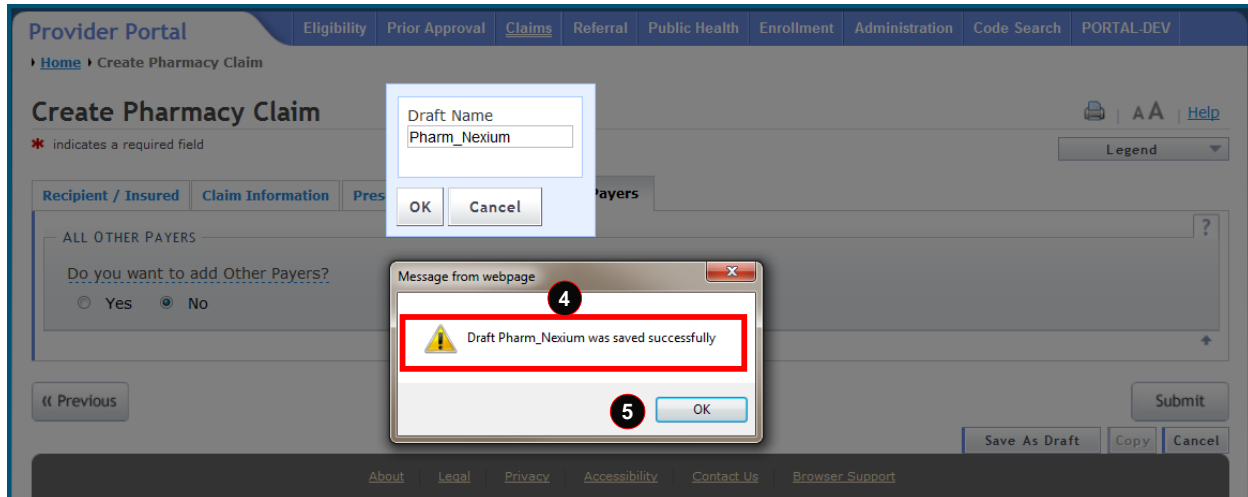 Provider Portal
Eligibility Prior Approval Claims Referral Public Health Enrollment Administration Code Search PORTAL-DEV
Home Create Pharmacy Claim
Create Pharmacy Claim
A A Help
* indicates a required field
Legend
Draft Name
Pharm_Nexium
OK Cancel
Recipient / Insured Claim Information Pres Payers
ALL OTHER PAYERS
?
Do you want to add Other Payers?
Yes No
Message from webpage
4
Draft Pharm_Nexium was saved successfully
5 OK
Previous
Submit
Save As Draft Copy Cancel
About Legal Privacy Accessibility Contact Us Browser Support